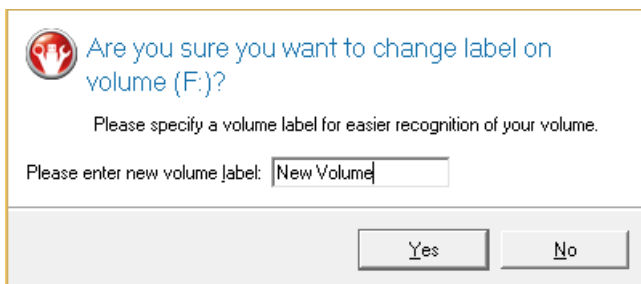 Are you sure you want to change label on
volume (F:)?
Please specify a volume label for easier recognition of your volume.
Please enter new volume label: New Volume
Yes No